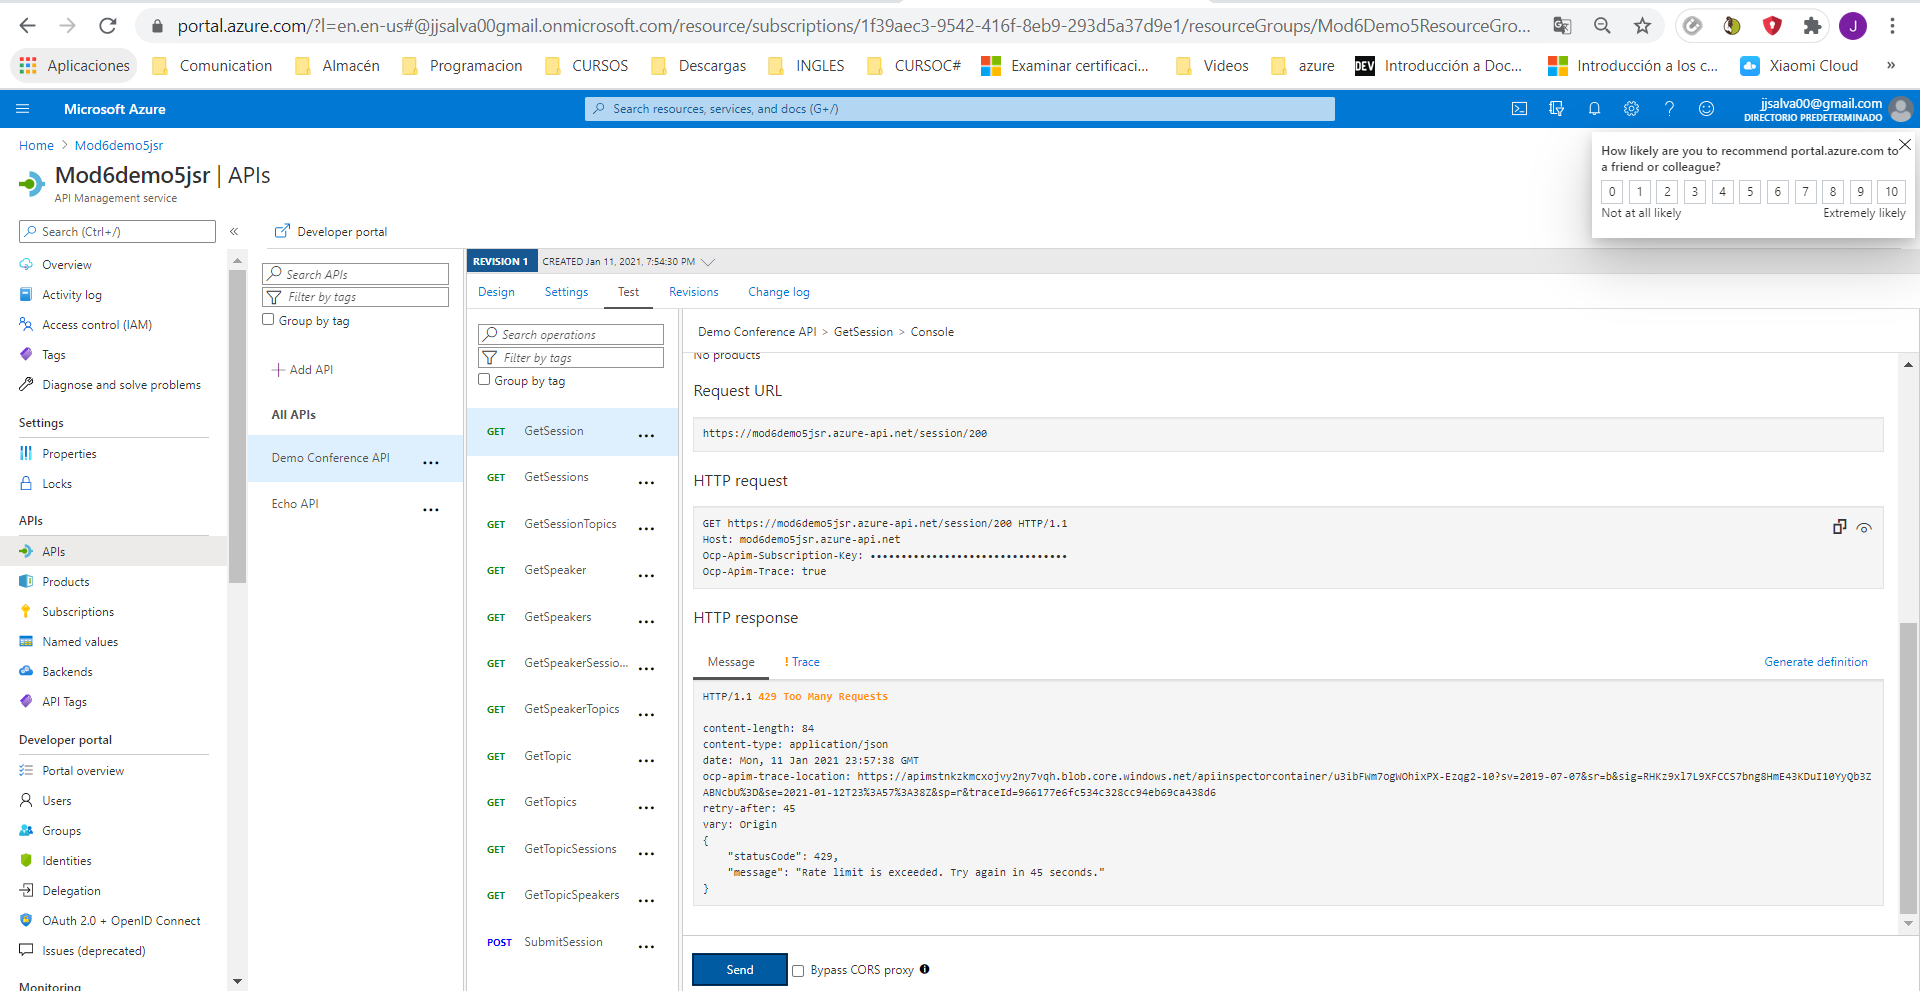 portal.azure.com/?l=en.en-us#@jjsalva00gmail.onmicrosoft.com/resource/subscriptions/1f39aec3-9542-416f-8eb9-293d5a37d9e1/resourceGroups/Mod6Demo5ResourceGro...
J
Aplicaciones
Comunication
Almacén
Programacion
CURSOS
Descargas
INGLES
CURSOC#
Examinar certificaci...
Videos
azure
DEV Introducción a Doc...
Introducción a los c...
Xiaomi Cloud
»
Microsoft Azure
Search resources, services, and docs (G+/)
jjsalva00@gmail.com
DIRECTORIO PREDETERMINADO
Home > Mod6demo5jsr
Mod6demo5jsr | APIs
API Management service
How likely are you to recommend portal.azure.com to
a friend or colleague?
0 1 2 3 4 5 6 7 8 9 10
Not at all likely Extremely likely
Search (Ctrl+/)
«
Overview
Activity log
Access control (IAM)
Tags
Diagnose and solve problems
Settings
Properties
Locks
APIs
APIs
Products
Subscriptions
Named values
Backends
API Tags
Developer portal
Portal overview
Users
Groups
Identities
Delegation
OAuth 2.0 + OpenID Connect
Issues (deprecated)
Monitoring
Developer portal
Search APIs
Filter by tags
Group by tag
Add API
All APIs
Demo Conference API ...
Echo API ...
REVISION 1 CREATED Jan 11, 2021, 7:54:30 PM
Design Settings Test Revisions Change log
Search operations
Filter by tags
Group by tag
GET GetSession ...
GET GetSessions ...
GET GetSessionTopics ...
GET GetSpeaker ...
GET GetSpeakers ...
GET GetSpeakerSessio... ...
GET GetSpeakerTopics ...
GET GetTopic ...
GET GetTopics ...
GET GetTopicSessions ...
GET GetTopicSpeakers ...
POST SubmitSession ...
Demo Conference API > GetSession > Console
No products
Request URL
https://mod6demo5jsr.azure-api.net/session/200
HTTP request
GET https://mod6demo5jsr.azure-api.net/session/200 HTTP/1.1
Host: mod6demo5jsr.azure-api.net
Ocp-Apim-Subscription-Key: ••••••••••••••••••••••••••••••••
Ocp-Apim-Trace: true
HTTP response
Message ! Trace Generate definition
HTTP/1.1 429 Too Many Requests
content-length: 84
content-type: application/json
date: Mon, 11 Jan 2021 23:57:38 GMT
ocp-apim-trace-location: https://apimstnkzkmcxojvy2ny7vqh.blob.core.windows.net/apiinspectorcontainer/u3ibFWm7ogWOhixPX-Ezqg2-10?sv=2019-07-07&sr=b&sig=RHKz9xl7L9XFCCS7bng8HmE43KDuI10YyQb3Z
ABNcbU%3D&se=2021-01-12T23%3A57%3A38Z&sp=r&traceId=966177e6fc534c328cc94eb69ca438d6
retry-after: 45
vary: Origin
{
"statusCode": 429,
"message": "Rate limit is exceeded. Try again in 45 seconds."
}
Send
Bypass CORS proxy